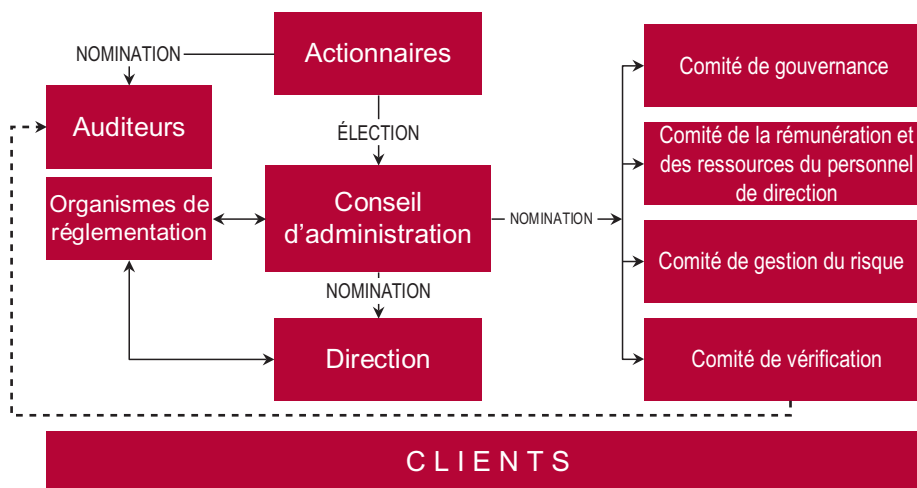 Actionnaires
NOMINATION
Auditeurs
ÉLECTION
Organismes de
réglementation
Conseil
d'administration
NOMINATION
NOMINATION
Direction
Comité de gouvernance
Comité de la rémunération et
des ressources du personnel
de direction
Comité de gestion du risque
Comité de vérification
CLIENTS